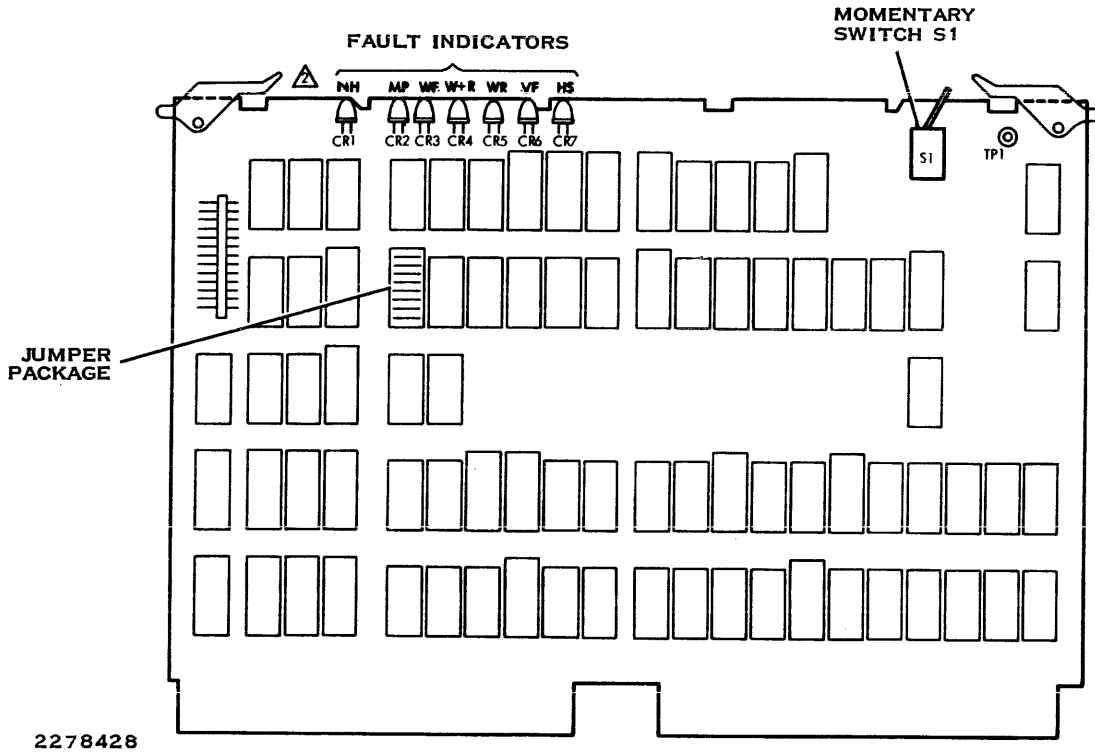 MOMENTARY
SWITCH S1
FAULT INDICATORS
2
NH MP WF W+R WR VF HS
CR1 CR2 CR3 CR4 CR5 CR6 CR7
S1
TP1
JUMPER
PACKAGE
2278428